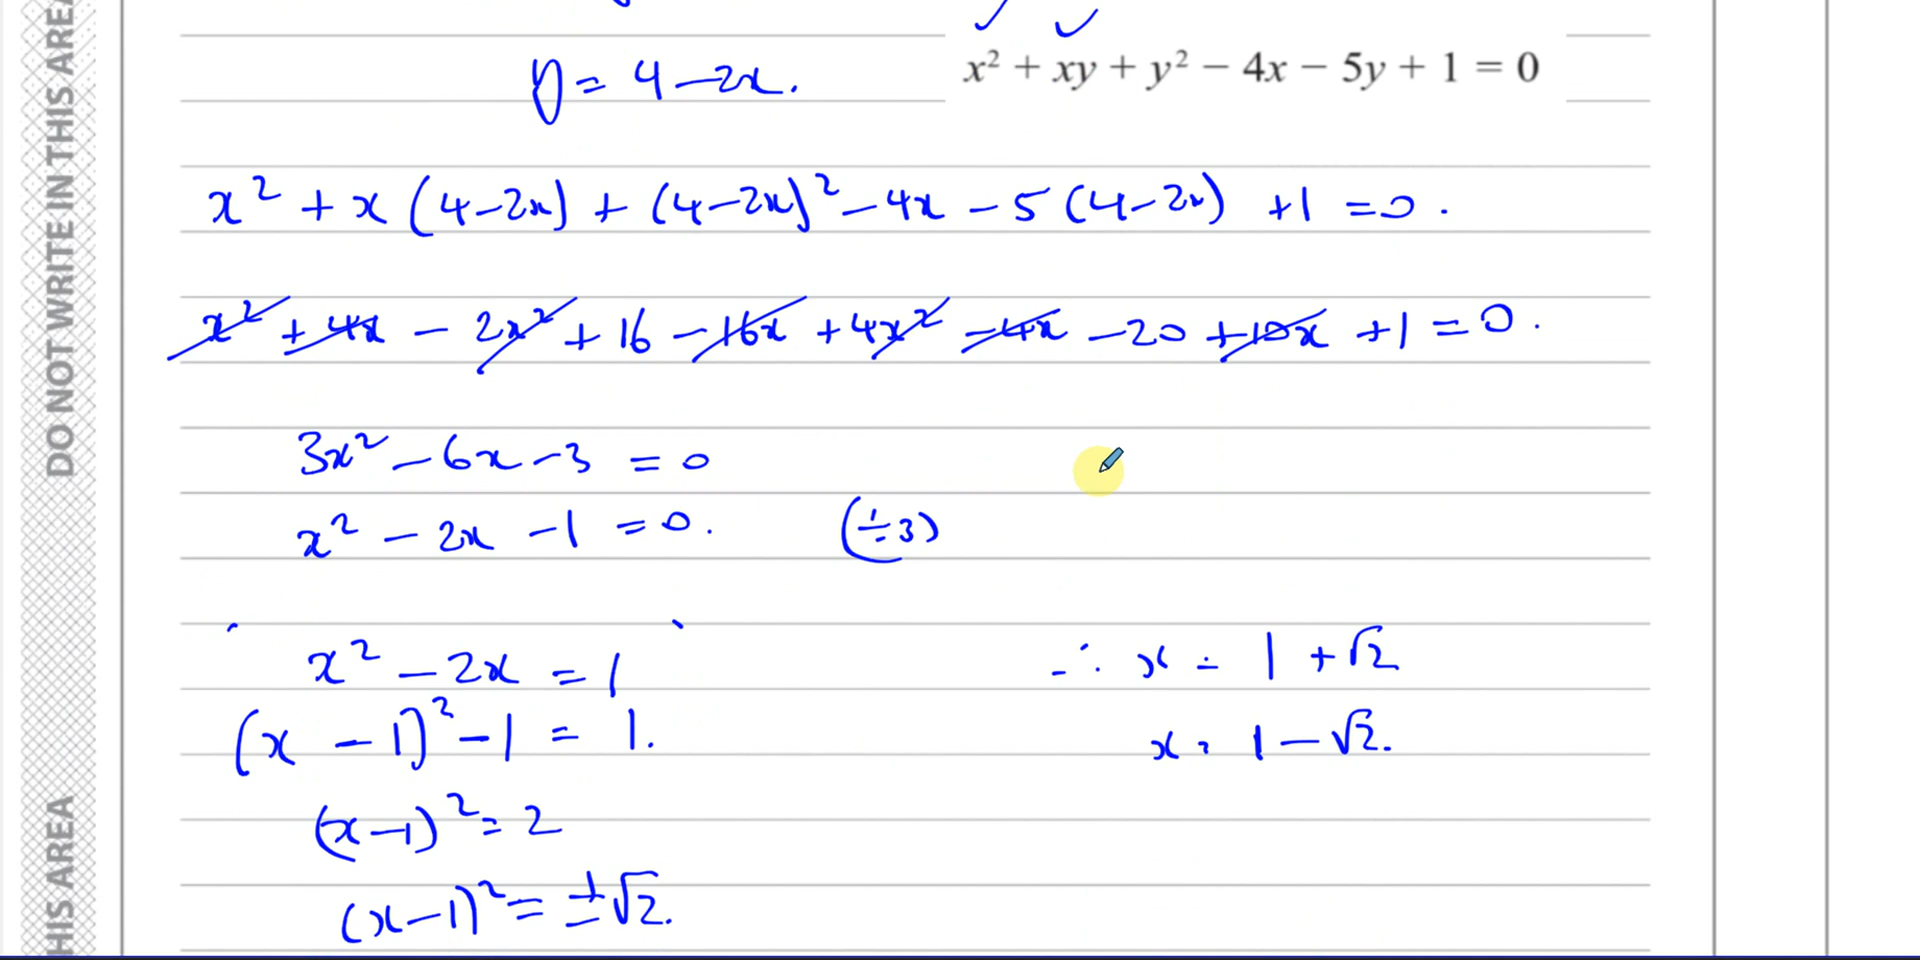 DO NOT WRITE IN THIS AREA
HIS AREA
y = 4 – 2x.
x² + xy + y² − 4x − 5y + 1 = 0
x² + x (4–2x) + (4–2x)² – 4x – 5 (4–2x) +1 = 0.
x² + 4x – 2x² + 16 – 16x + 4x² – 4x – 20 + 10x + 1 = 0.
3x² – 6x – 3 = 0
x² – 2x – 1 = 0. (÷3)
x² – 2x = 1
∴ x = 1 + √2
(x – 1)² – 1 = 1.
x = 1 – √2.
(x–1)² = 2
(x–1)² = ±√2.